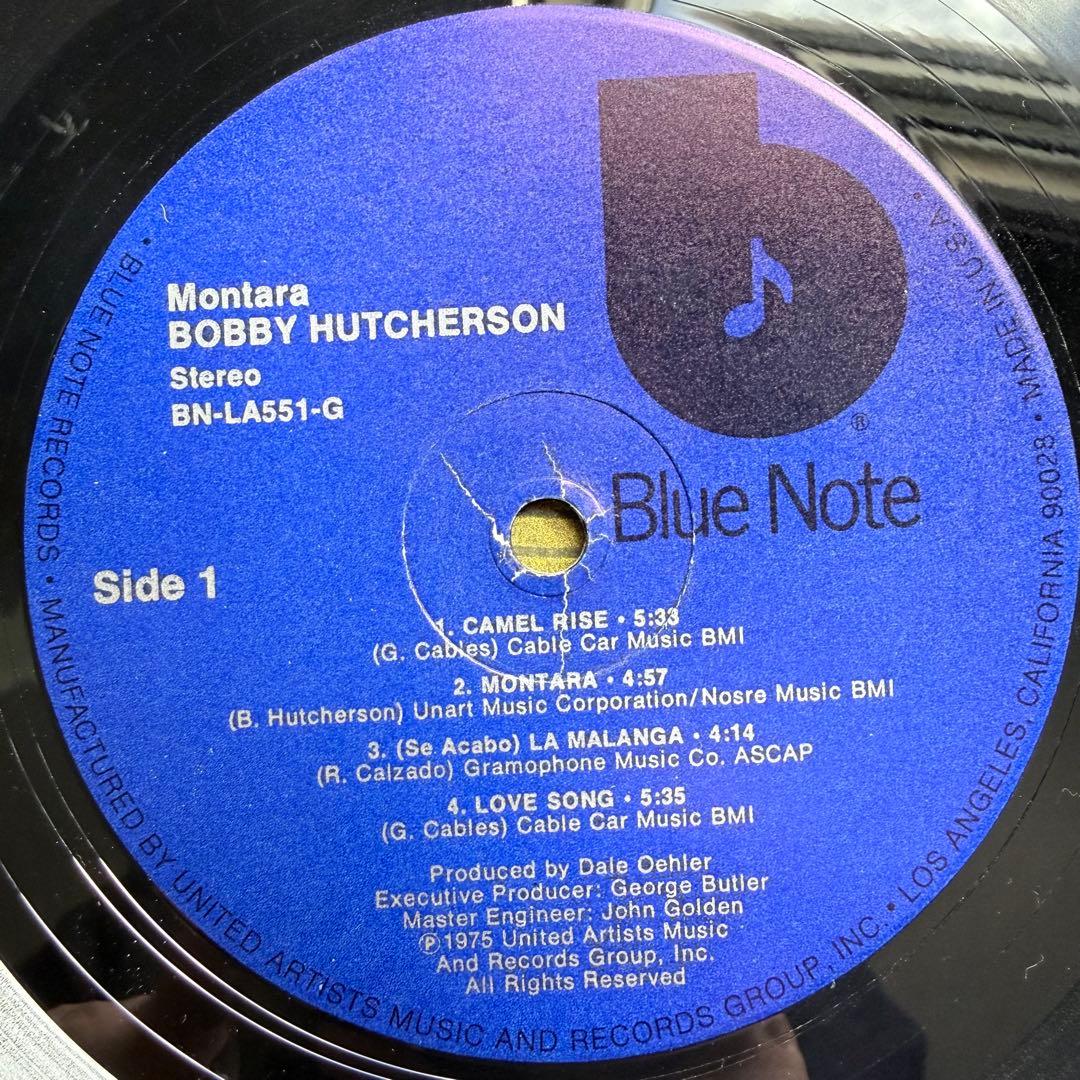 Montara
BOBBY HUTCHERSON
Stereo
BN-LA551-G
®
Blue Note
Side 1
1. CAMEL RISE • 5:33
(G. Cables) Cable Car Music BMI
2. MONTARA • 4:57
(B. Hutcherson) Unart Music Corporation/Nosre Music BMI
3. (Se Acabo) LA MALANGA • 4:14
(R. Calzado) Gramophone Music Co. ASCAP
4. LOVE SONG • 5:35
(G. Cables) Cable Car Music BMI
Produced by Dale Oehler
Executive Producer: George Butler
Master Engineer: John Golden
℗1975 United Artists Music
And Records Group, Inc.
All Rights Reserved
• BLUE NOTE RECORDS • MANUFACTURED BY UNITED ARTISTS MUSIC AND RECORDS GROUP, INC. • LOS ANGELES, CALIFORNIA 90028 • MADE IN U.S.A •